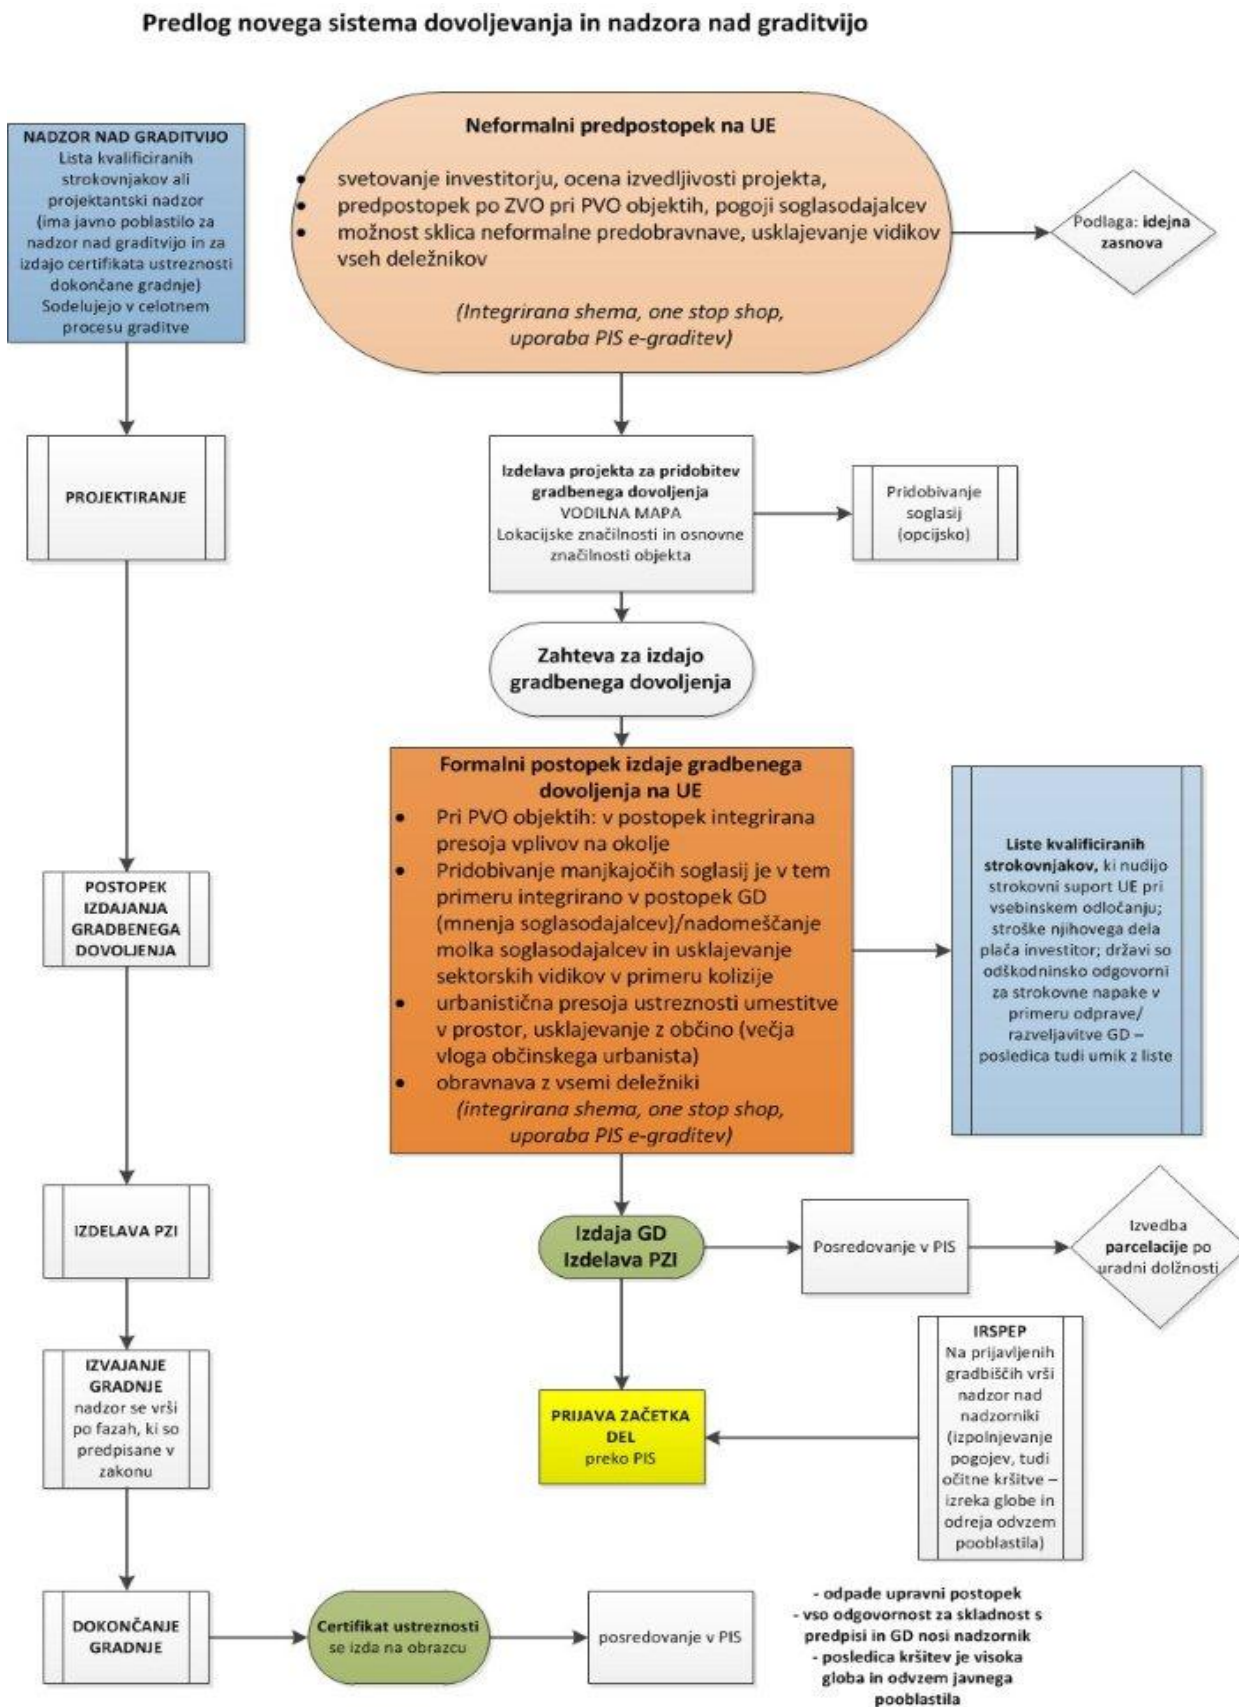 Predlog novega sistema dovoljevanja in nadzora nad graditvijo
NADZOR NAD GRADITVIJO
Lista kvalificiranih
strokovnjakov ali
projektantski nadzor
(ima javno poblastilo za
nadzor nad graditvijo in za
izdajo certifikata ustreznosti
dokončane gradnje)
Sodelujejo v celotnem
procesu graditve
Neformalni predpostopek na UE
• svetovanje investitorju, ocena izvedljivosti projekta,
• predpostopek po ZVO pri PVO objektih, pogoji soglasodajalcev
• možnost sklica neformalne predobravnave, usklajevanje vidikov
vseh deležnikov
(Integrirana shema, one stop shop,
uporaba PIS e-graditev)
Podlaga: idejna
zasnova
PROJEKTIRANJE
Izdelava projekta za pridobitev
gradbenega dovoljenja
VODILNA MAPA
Lokacijske značilnosti in osnovne
značilnosti objekta
Pridobivanje
soglasij
(opcijsko)
Zahteva za izdajo
gradbenega dovoljenja
POSTOPEK
IZDAJANJA
GRADBENEGA
DOVOLJENJA
Formalni postopek izdaje gradbenega
dovoljenja na UE
• Pri PVO objektih: v postopek integrirana
presoja vplivov na okolje
• Pridobivanje manjkajočih soglasij je v tem
primeru integrirano v postopek GD
(mnenja soglasodajalcev)/nadomeščanje
molka soglasodajalcev in usklajevanje
sektorskih vidikov v primeru kolizije
• urbanistična presoja ustreznosti umestitve
v prostor, usklajevanje z občino (večja
vloga občinskega urbanista)
• obravnava z vsemi deležniki
(integrirana shema, one stop shop,
uporaba PIS e-graditev)
Liste kvalificiranih
strokovnjakov, ki nudijo
strokovni suport UE pri
vsebinskem odločanju;
stroške njihovega dela
plača investitor; državi so
odškodninsko odgovorni
za strokovne napake v
primeru odprave/
razveljavitve GD –
posledica tudi umik z liste
IZDELAVA PZI
Izdaja GD
Izdelava PZI
Posredovanje v PIS
Izvedba
parcelacije po
uradni dolžnosti
IZVAJANJE
GRADNJE
nadzor se vrši
po fazah, ki so
predpisane v
zakonu
PRIJAVA ZAČETKA
DEL
preko PIS
IRSPEP
Na prijavljenih
gradbiščih vrši
nadzor nad
nadzorniki
(izpolnjevanje
pogojev, tudi
očitne kršitve –
izreka globe in
odreja odvzem
pooblastila)
DOKONČANJE
GRADNJE
Certifikat ustreznosti
se izda na obrazcu
posredovanje v PIS
- odpade upravni postopek
- vso odgovornost za skladnost s
predpisi in GD nosi nadzornik
- posledica kršitev je visoka
globa in odvzem javnega
pooblastila